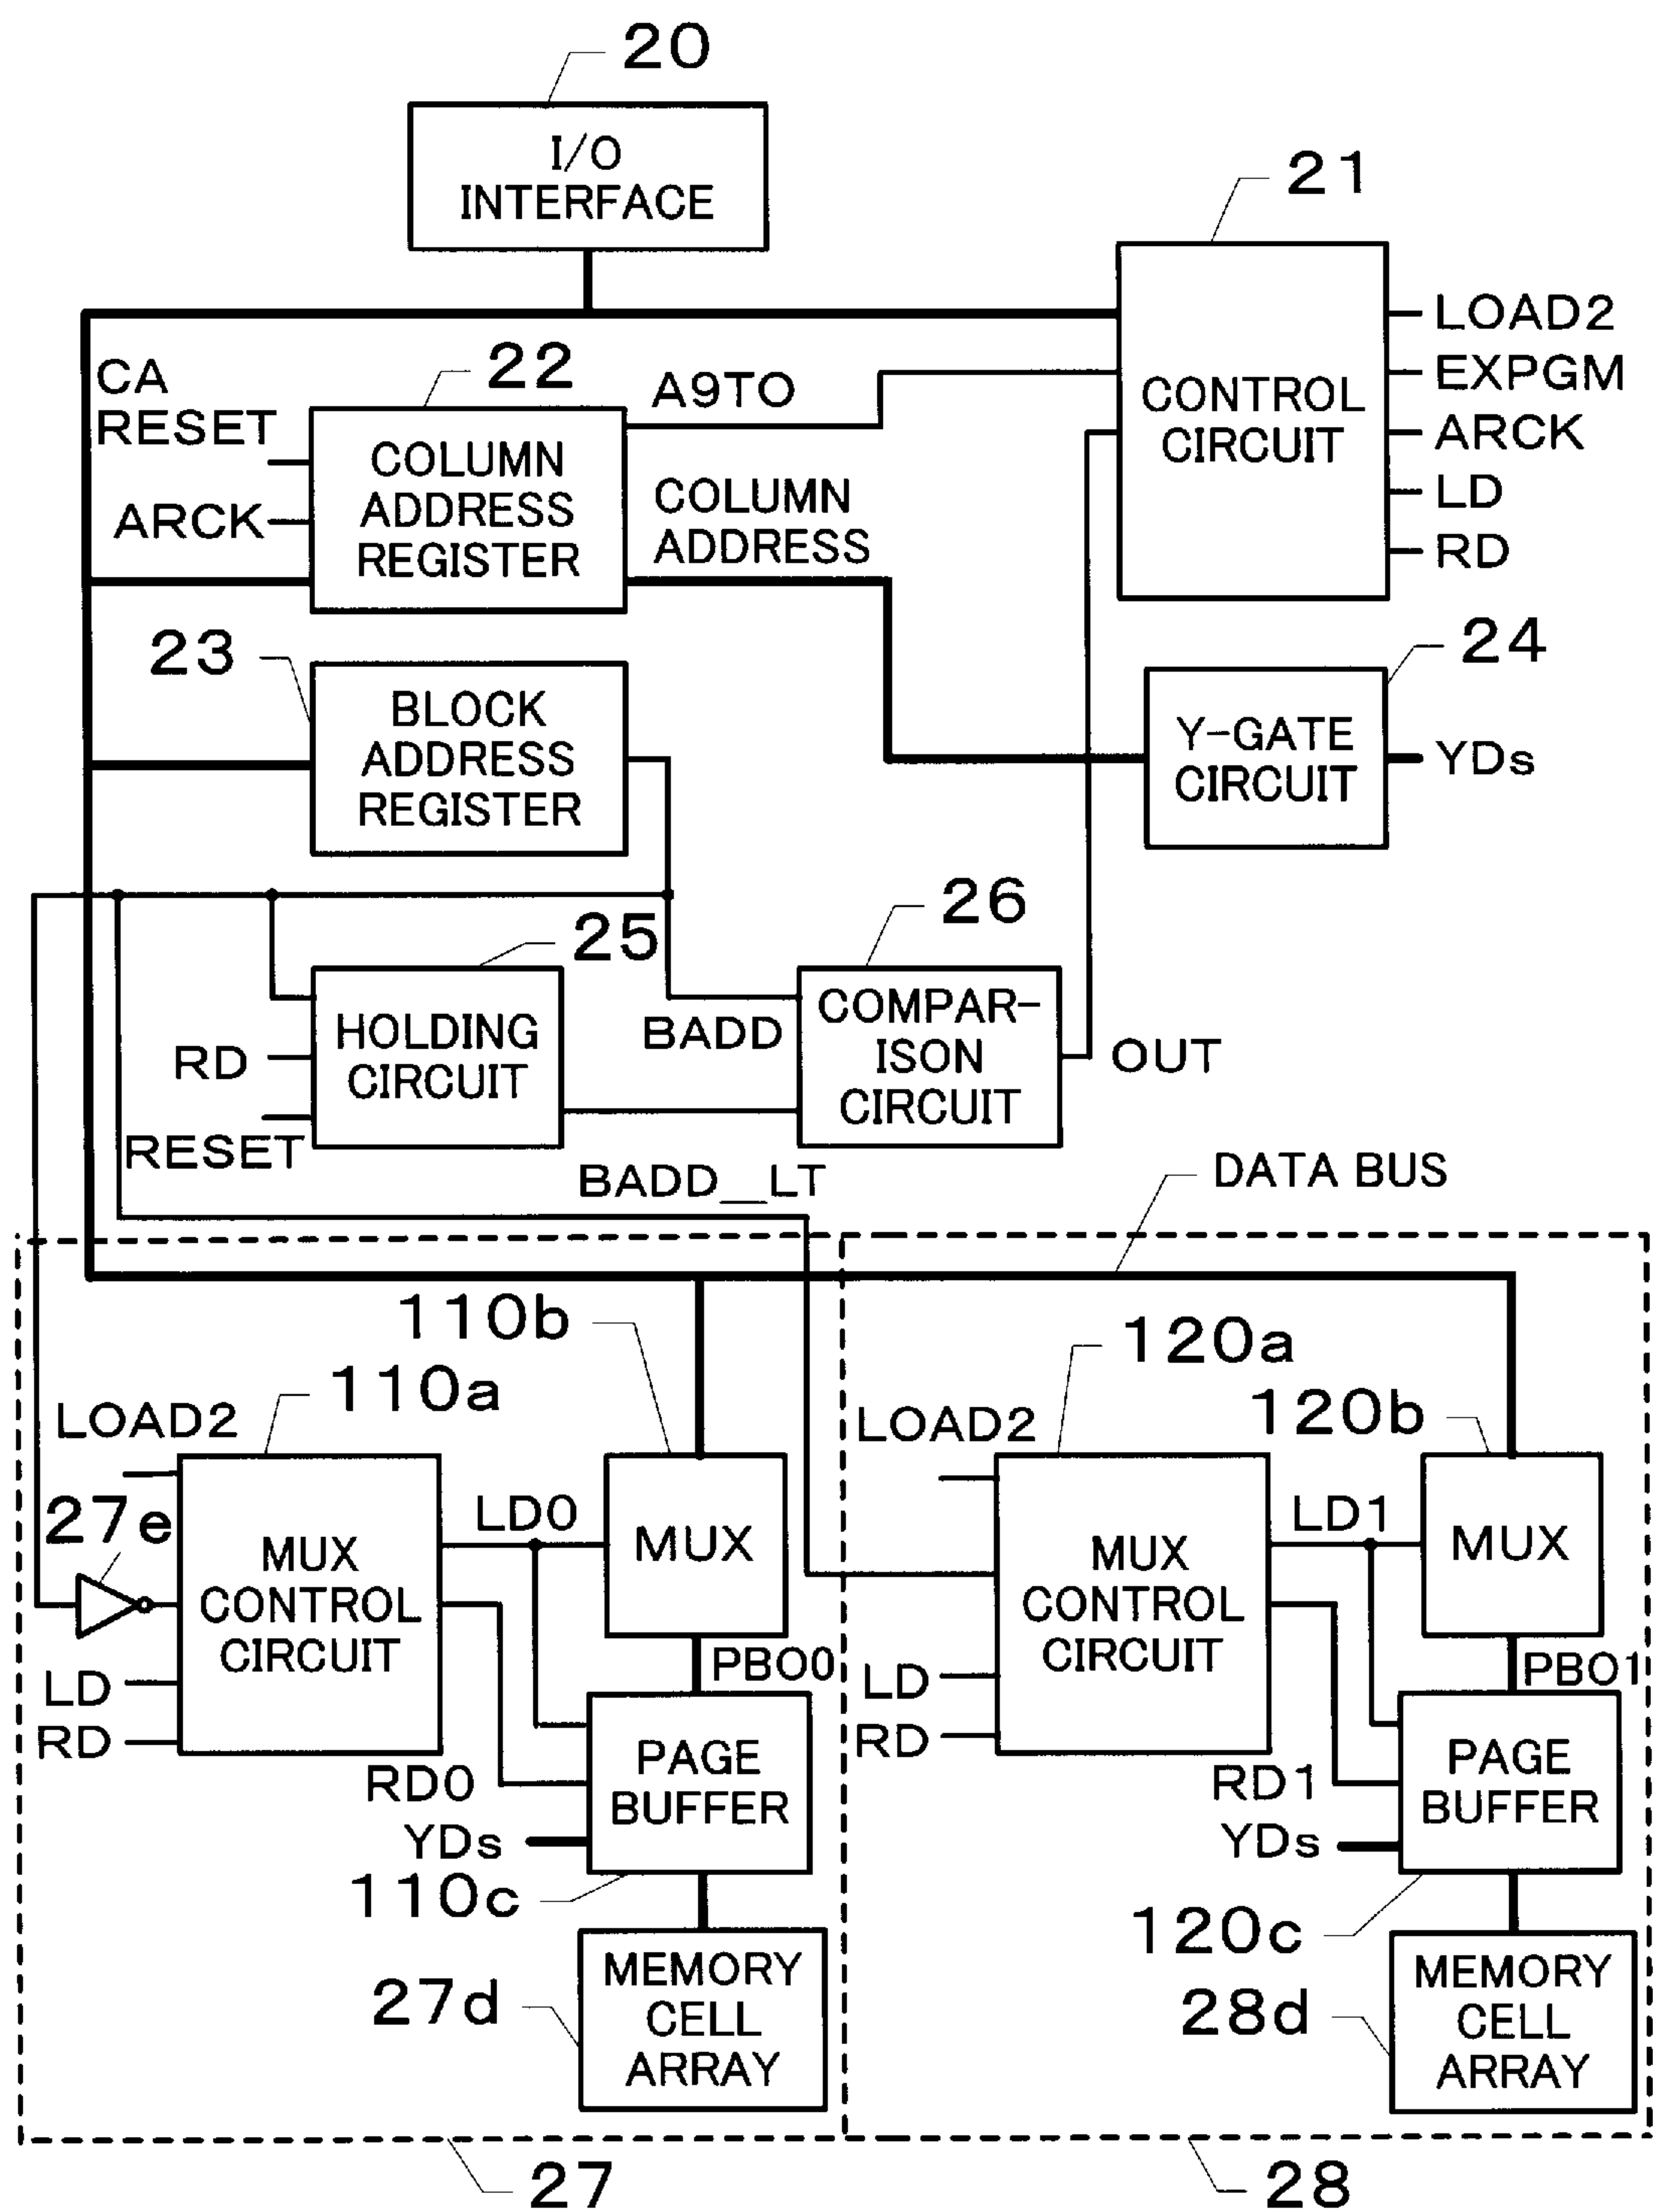 20
I/O
INTERFACE
21
CONTROL
CIRCUIT
LOAD2
EXPGM
ARCK
LD
RD
CA
RESET
ARCK
22
COLUMN
ADDRESS
REGISTER
A9TO
COLUMN
ADDRESS
23
BLOCK
ADDRESS
REGISTER
24
Y-GATE
CIRCUIT
YDs
25
HOLDING
CIRCUIT
RD
RESET
BADD
26
COMPAR-
ISON
CIRCUIT
OUT
BADD_LT
DATA BUS
110b
110a
LOAD2
27e
MUX
CONTROL
CIRCUIT
LD0
MUX
LD
RD
PBO0
RD0
PAGE
BUFFER
YDs
110c
27d
MEMORY
CELL
ARRAY
27
120a
120b
LOAD2
MUX
CONTROL
CIRCUIT
LD1
MUX
LD
RD
PBO1
RD1
PAGE
BUFFER
YDs
120c
28d
MEMORY
CELL
ARRAY
28